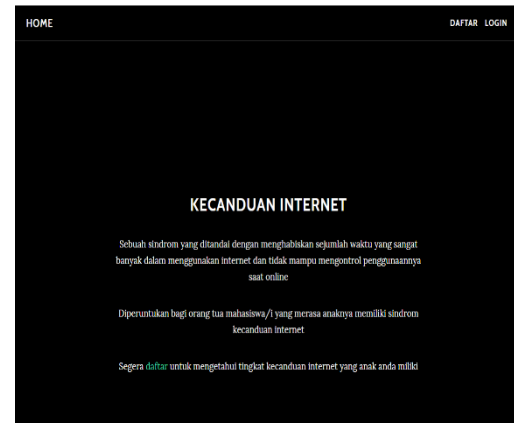 HOME
DAFTAR LOGIN
KECANDUAN INTERNET
Sebuah sindrom yang ditandai dengan menghabiskan sejumlah waktu yang sangat
banyak dalam menggunakan internet dan tidak mampu mengontrol penggunaannya
saat online
Diperuntukan bagi orang tua mahasiswa/i yang merasa anaknya memiliki sindrom
kecanduan internet
Segera daftar untuk mengetahui tingkat kecanduan internet yang anak anda miliki